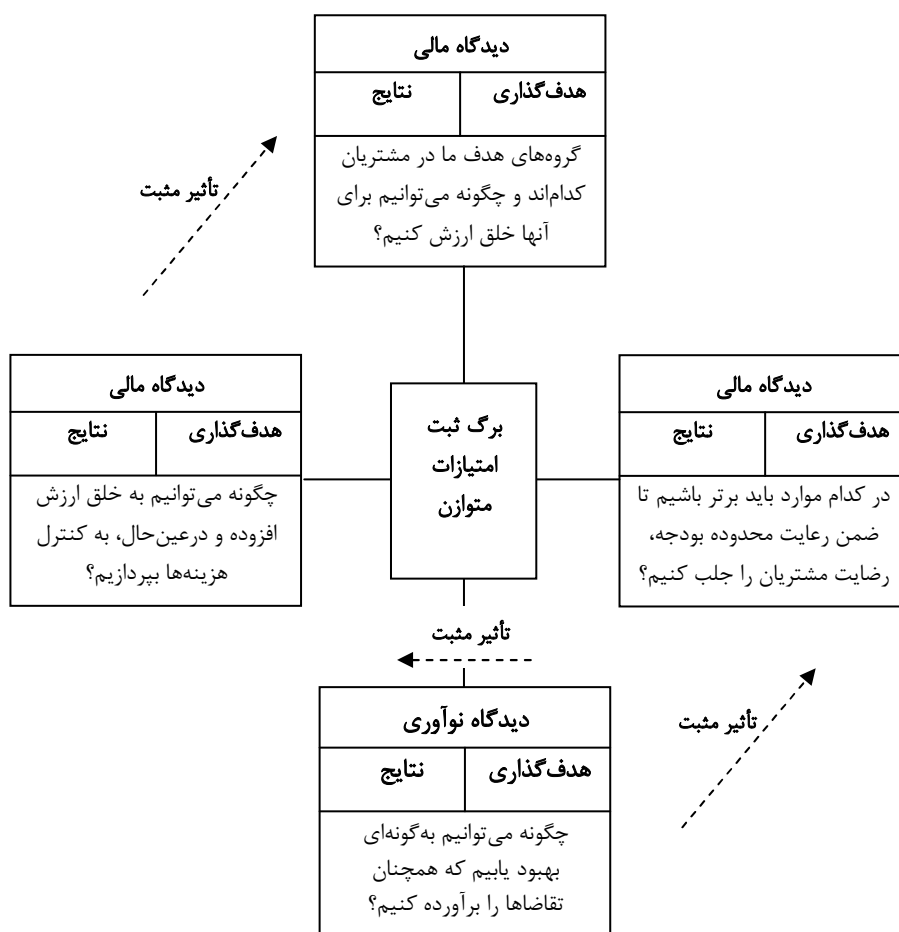 دیدگاه مالی
هدف‌گذاری نتایج
گروه‌های هدف ما در مشتریان
کدام‌اند و چگونه می‌توانیم برای
آنها خلق ارزش کنیم؟
تأثیر مثبت
دیدگاه مالی
هدف‌گذاری نتایج
در کدام موارد باید برتر باشیم تا
ضمن رعایت محدوده بودجه،
رضایت مشتریان را جلب کنیم؟
برگ ثبت
امتیازات
متوازن
دیدگاه مالی
هدف‌گذاری نتایج
چگونه می‌توانیم به خلق ارزش
افزوده و درعین‌حال، به کنترل
هزینه‌ها بپردازیم؟
تأثیر مثبت
تأثیر مثبت
دیدگاه نوآوری
هدف‌گذاری نتایج
چگونه می‌توانیم به‌گونه‌ای
بهبود یابیم که همچنان
تقاضاها را برآورده کنیم؟